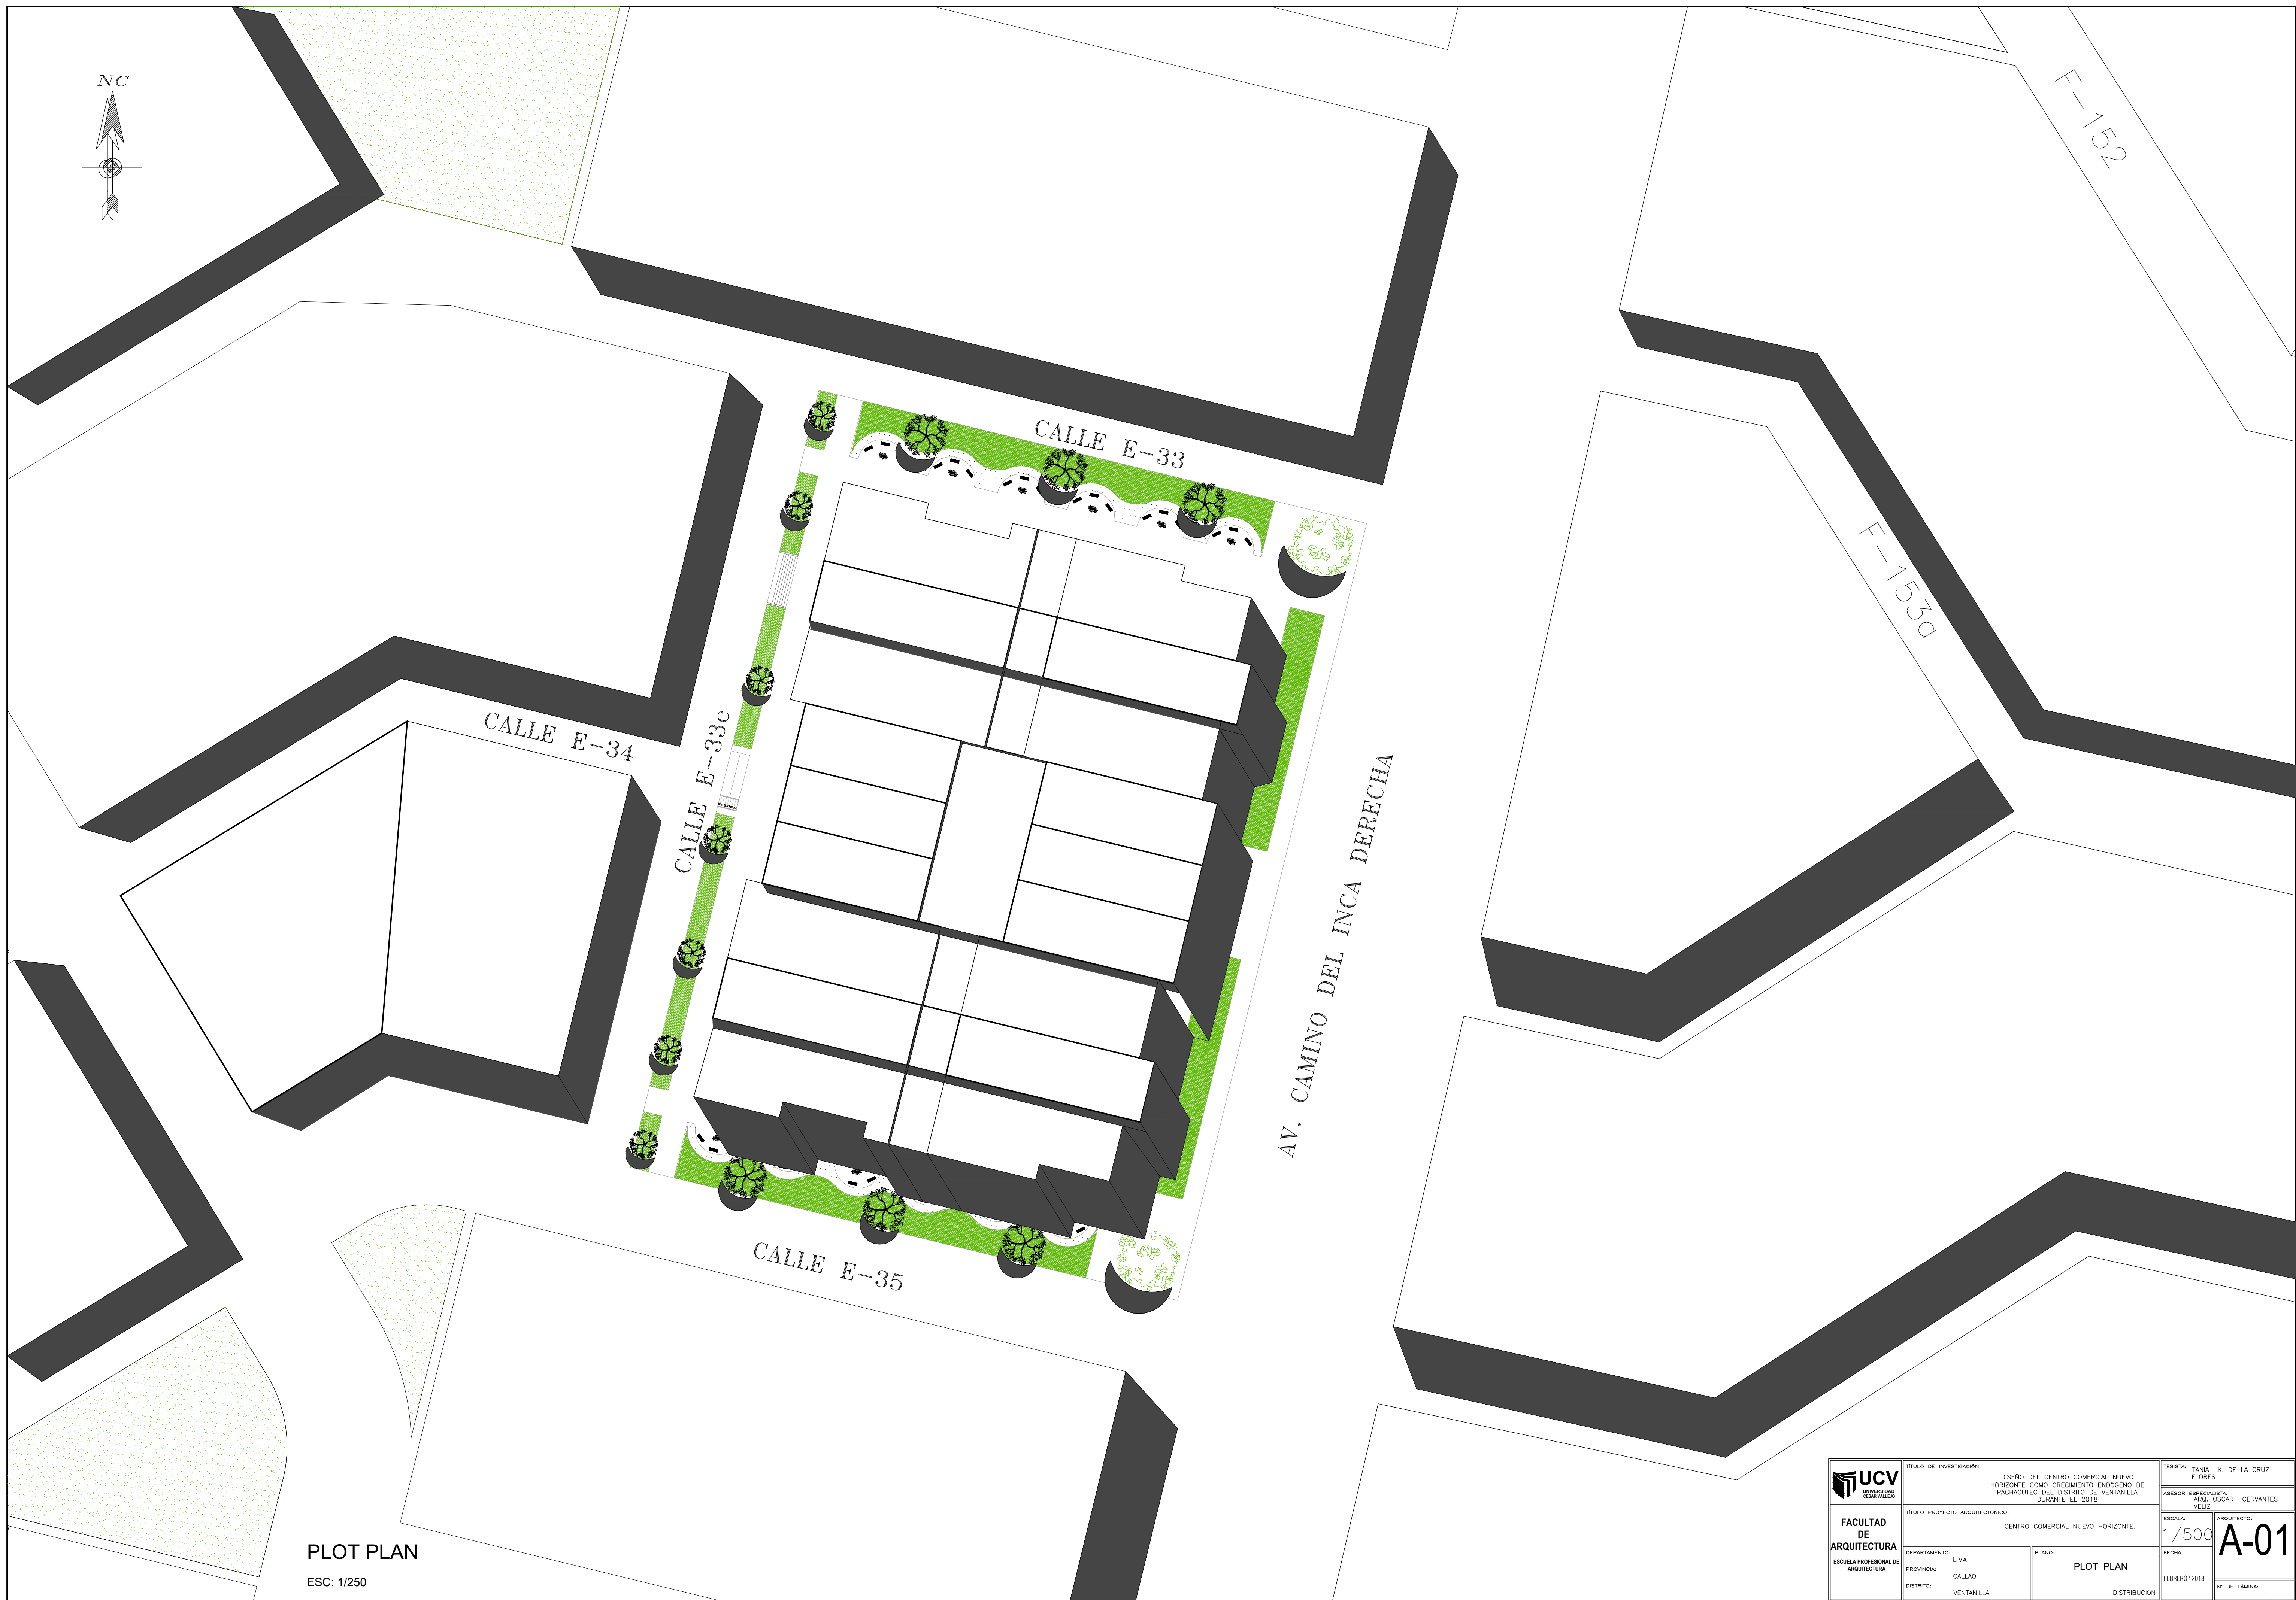 NC
F-152
CALLE E-33
F-153a
CALLE E-34
CALLE E-33c
AV. CAMINO DEL INCA DERECHA
CALLE E-35
PLOT PLAN
ESC: 1/250
UCV
UNIVERSIDAD
CÉSAR VALLEJO
FACULTAD
DE
ARQUITECTURA
ESCUELA PROFESIONAL DE
ARQUITECTURA
TITULO DE INVESTIGACIÓN:
DISEÑO DEL CENTRO COMERCIAL NUEVO
HORIZONTE COMO CRECIMIENTO ENDÓGENO DE
PACHACUTEC DEL DISTRITO DE VENTANILLA
DURANTE EL 2018
TITULO PROYECTO ARQUITECTONICO:
CENTRO COMERCIAL NUEVO HORIZONTE.
DEPARTAMENTO:
LIMA
PROVINCIA:
CALLAO
DISTRITO:
VENTANILLA
PLANO:
PLOT PLAN
DISTRIBUCIÓN
TESISTA: TANIA K. DE LA CRUZ
FLORES
ASESOR ESPECIALISTA:
ARQ. OSCAR CERVANTES
VELIZ
ESCALA:
1/500
FECHA:
FEBRERO ' 2018
ARQUITECTO:
A-01
N° DE LÁMINA:
1